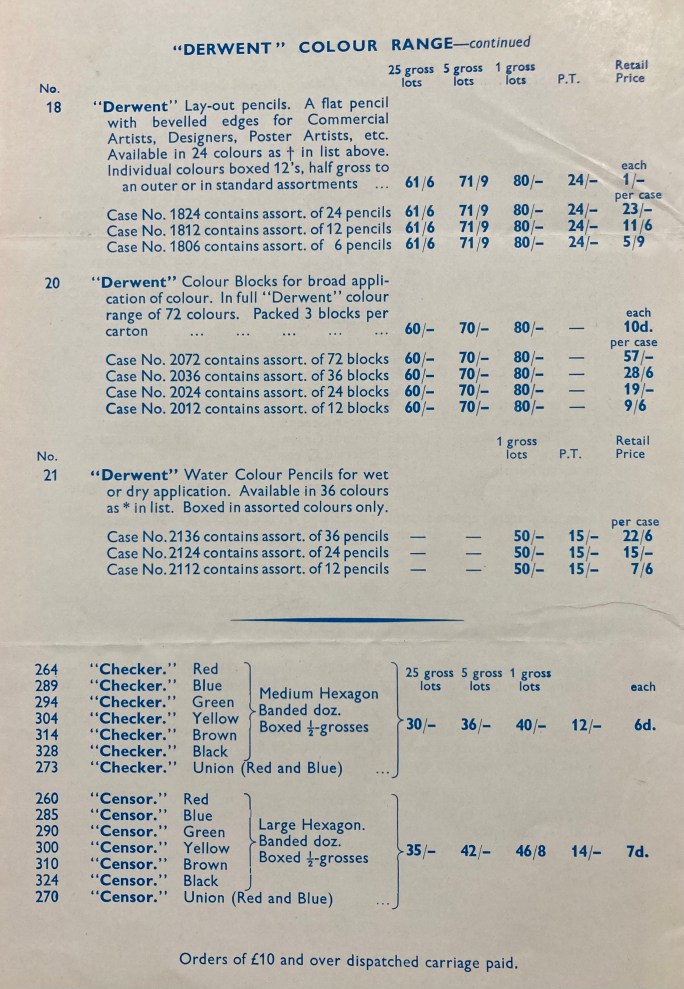 "DERWENT" COLOUR RANGE—continued
No. 25 gross lots 5 gross lots 1 gross lots P.T. Retail Price
18 "Derwent" Lay-out pencils. A flat pencil
with bevelled edges for Commercial
Artists, Designers, Poster Artists, etc.
Available in 24 colours as † in list above.
Individual colours boxed 12's, half gross to each
an outer or in standard assortments ... 61/6 71/9 80/– 24/– 1/–
per case
Case No. 1824 contains assort. of 24 pencils 61/6 71/9 80/– 24/– 23/–
Case No. 1812 contains assort. of 12 pencils 61/6 71/9 80/– 24/– 11/6
Case No. 1806 contains assort. of 6 pencils 61/6 71/9 80/– 24/– 5/9
20 "Derwent" Colour Blocks for broad appli-
cation of colour. In full "Derwent" colour
range of 72 colours. Packed 3 blocks per each
carton ... ... ... ... 60/– 70/– 80/– — 10d.
per case
Case No. 2072 contains assort. of 72 blocks 60/– 70/– 80/– — 57/–
Case No. 2036 contains assort. of 36 blocks 60/– 70/– 80/– — 28/6
Case No. 2024 contains assort. of 24 blocks 60/– 70/– 80/– — 19/–
Case No. 2012 contains assort. of 12 blocks 60/– 70/– 80/– — 9/6
No. 1 gross lots P.T. Retail Price
21 "Derwent" Water Colour Pencils for wet
or dry application. Available in 36 colours
as * in list. Boxed in assorted colours only.
per case
Case No. 2136 contains assort. of 36 pencils — — 50/– 15/– 22/6
Case No. 2124 contains assort. of 24 pencils — — 50/– 15/– 15/–
Case No. 2112 contains assort. of 12 pencils — — 50/– 15/– 7/6
25 gross lots 5 gross lots 1 gross lots each
264 "Checker." Red
289 "Checker." Blue
294 "Checker." Green
304 "Checker." Yellow
314 "Checker." Brown
328 "Checker." Black
Medium Hexagon
Banded doz.
Boxed ½-grosses
273 "Checker." Union (Red and Blue) ...
30/– 36/– 40/– 12/– 6d.
260 "Censor." Red
285 "Censor." Blue
290 "Censor." Green
300 "Censor." Yellow
310 "Censor." Brown
324 "Censor." Black
Large Hexagon.
Banded doz.
Boxed ½-grosses
270 "Censor." Union (Red and Blue) ...
35/– 42/– 46/8 14/– 7d.
Orders of £10 and over dispatched carriage paid.